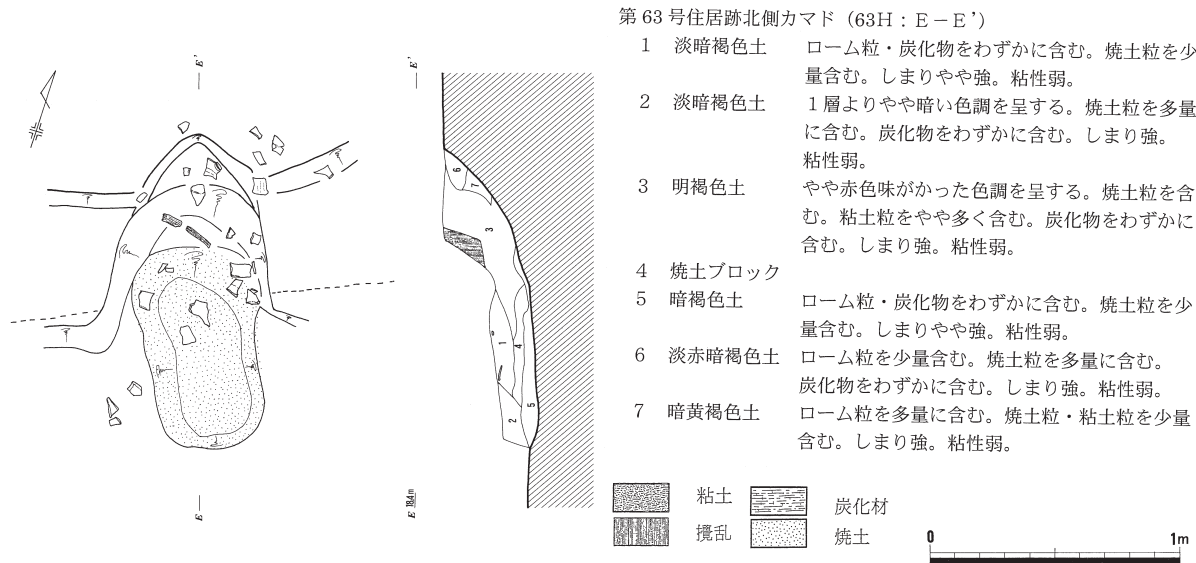 第63号住居跡北側カマド（63H：E－E’）
1 淡暗褐色土 ローム粒・炭化物をわずかに含む。焼土粒を少
量含む。しまりやや強。粘性弱。
2 淡暗褐色土 1層よりやや暗い色調を呈する。焼土粒を多量
に含む。炭化物をわずかに含む。しまり強。
粘性弱。
3 明褐色土 やや赤色味がかった色調を呈する。焼土粒を含
む。粘土粒をやや多く含む。炭化物をわずかに
含む。しまり強。粘性弱。
4 焼土ブロック
5 暗褐色土 ローム粒・炭化物をわずかに含む。焼土粒を少
量含む。しまりやや強。粘性弱。
6 淡赤暗褐色土 ローム粒を少量含む。焼土粒を多量に含む。
炭化物をわずかに含む。しまり強。粘性弱。
7 暗黄褐色土 ローム粒を多量に含む。焼土粒・粘土粒を少量
含む。しまり強。粘性弱。
粘土
炭化材
攪乱
焼土
0 1m
E’
E’
6
7
3
1
4
5
2
E
E 18.4m